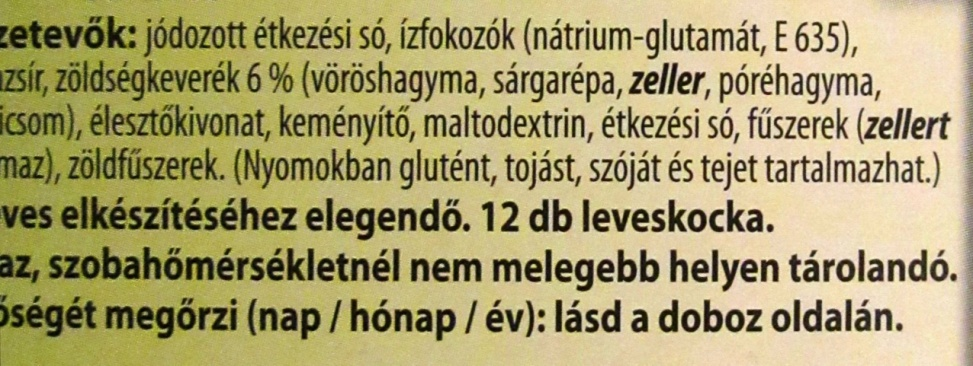 zetevők: jódozott étkezési só, ízfokozók (nátrium-glutamát, E 635),
zsír, zöldségkeverék 6 % (vöröshagyma, sárgarépa, zeller, póréhagyma,
icsom), élesztőkivonat, keményítő, maltodextrin, étkezési só, fűszerek (zellert
maz), zöldfűszerek. (Nyomokban glutént, tojást, szóját és tejet tartalmazhat.)
ves elkészítéséhez elegendő. 12 db leveskocka.
az, szobahőmérsékletnél nem melegebb helyen tárolandó.
őségét megőrzi (nap / hónap / év): lásd a doboz oldalán.